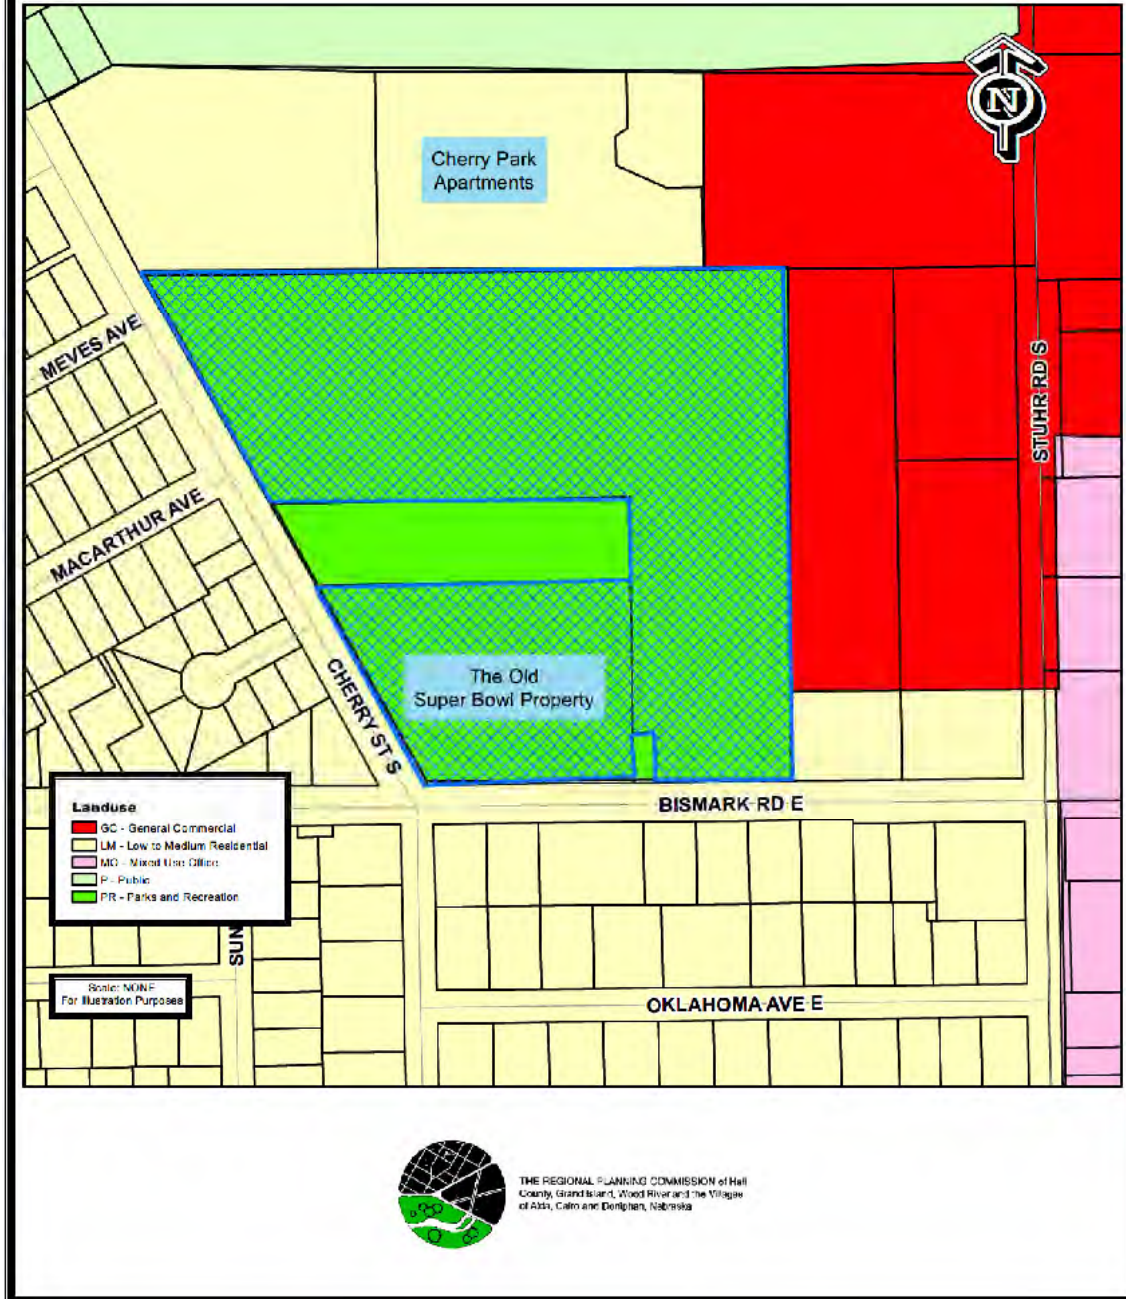 N
Cherry Park
Apartments
MEVES AVE
STUHR RD S
MACARTHUR AVE
CHERRY ST S
The Old
Super Bowl Property
BISMARK RD E
Landuse
GC - General Commercial
LM - Low to Medium Residential
MO - Mixed Use Office
P - Public
PR - Parks and Recreation
SUN
Scale: NONE
For Illustration Purposes
OKLAHOMA AVE E
THE REGIONAL PLANNING COMMISSION of Hall
County, Grand Island, Wood River and the Villages
of Alda, Cairo and Doniphan, Nebraska